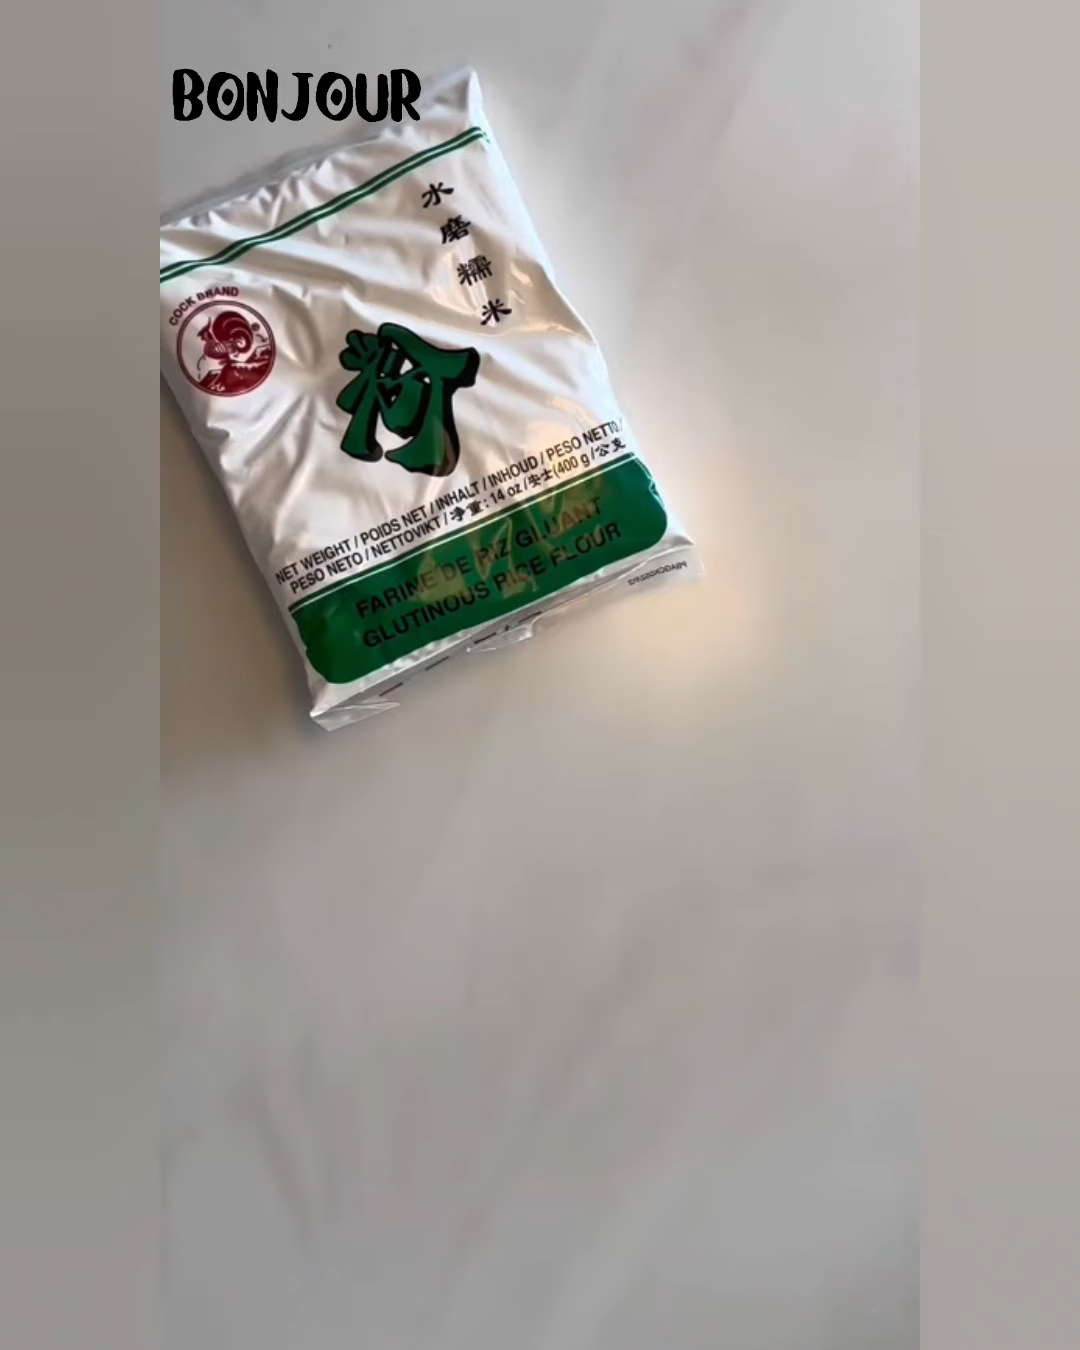 BONJOUR
水磨糯米
COCK BRAND
粉
NET WEIGHT / POIDS NET / INHALT / INHOUD / PESO NETTO /
PESO NETO / NETTOVIKT / 净重: 14 oz /安士(400 g /公克
FARINE DE RIZ GLUANT
GLUTINOUS RICE FLOUR